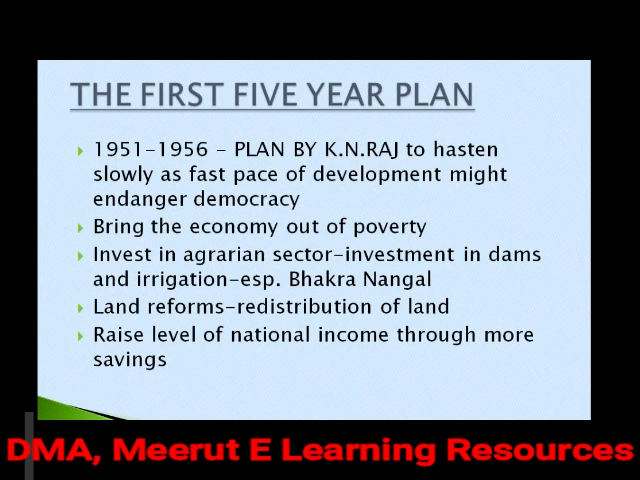 THE FIRST FIVE YEAR PLAN
1951-1956 - PLAN BY K.N.RAJ to hasten
slowly as fast pace of development might
endanger democracy
Bring the economy out of poverty
Invest in agrarian sector-investment in dams
and irrigation-esp. Bhakra Nangal
Land reforms-redistribution of land
Raise level of national income through more
savings
DMA, Meerut E Learning Resources